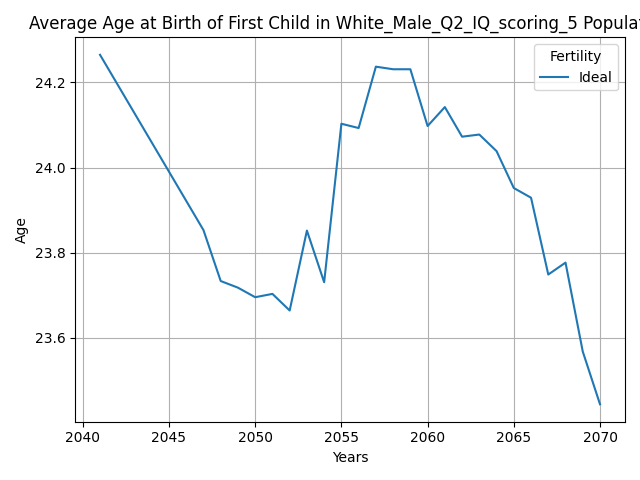 Average Age at Birth of First Child in White_Male_Q2_IQ_scoring_5 Populat
Fertility
Ideal
24.2
24.0
23.8
23.6
Age
2040 2045 2050 2055 2060 2065 2070
Years